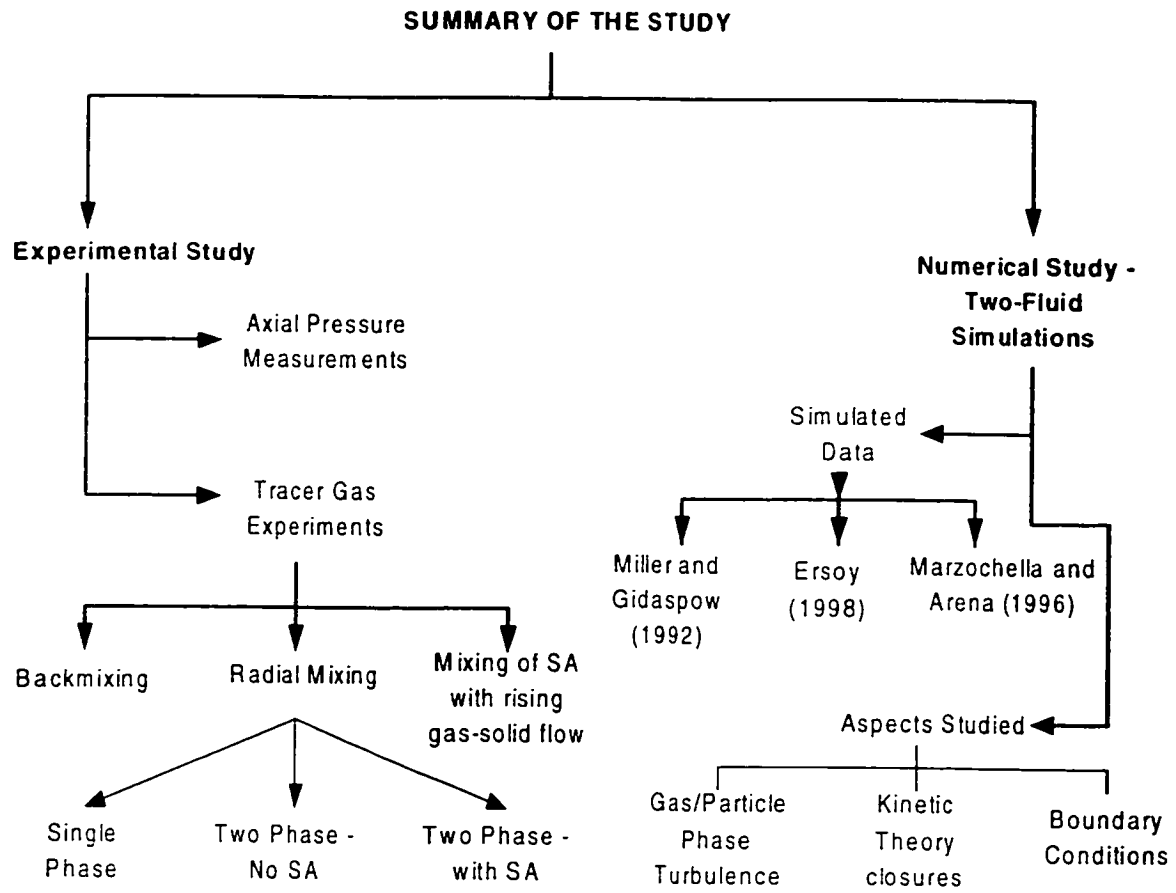 SUMMARY OF THE STUDY
Experimental Study
Axial Pressure
Measurements
Tracer Gas
Experiments
Backmixing
Radial Mixing
Mixing of SA
with rising
gas-solid flow
Single
Phase
Two Phase -
No SA
Two Phase -
with SA
Numerical Study -
Two-Fluid
Simulations
Simulated
Data
Miller and
Gidaspow
(1992)
Ersoy
(1998)
Marzochella and
Arena (1996)
Aspects Studied
Gas/Particle
Phase
Turbulence
Kinetic
Theory
closures
Boundary
Conditions